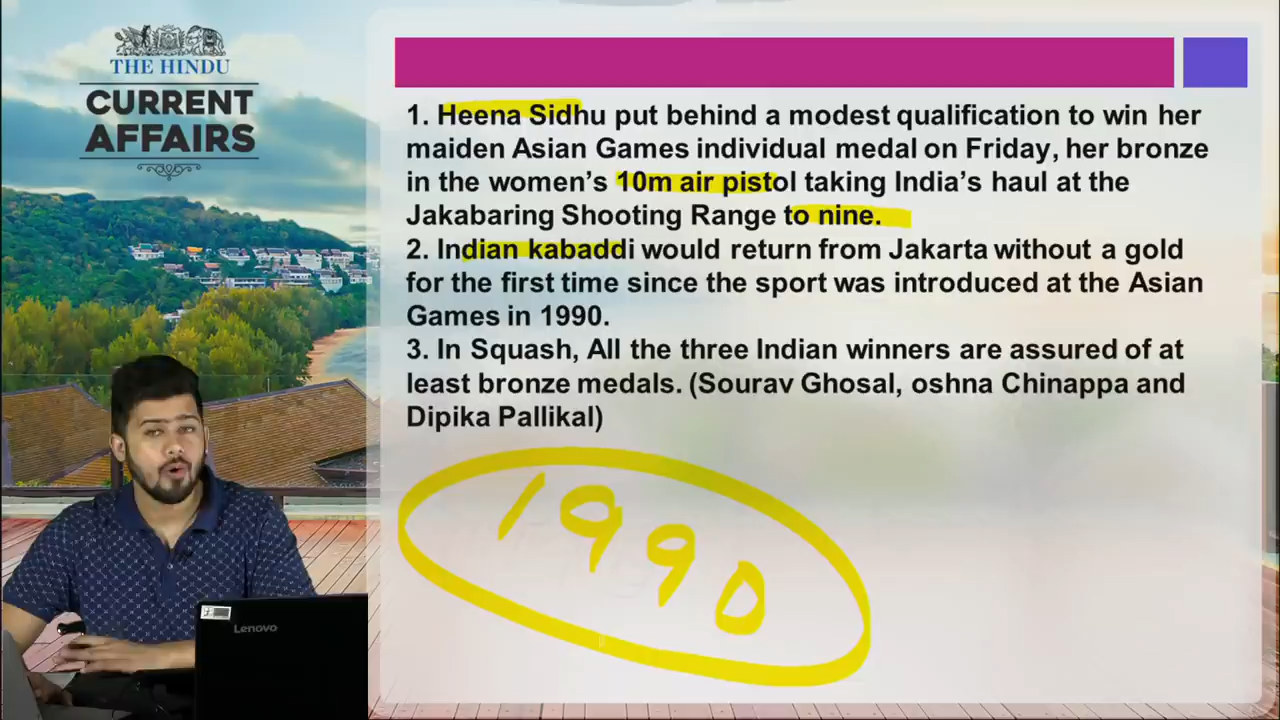 THE HINDU
CURRENT
AFFAIRS
1. Heena Sidhu put behind a modest qualification to win her
maiden Asian Games individual medal on Friday, her bronze
in the women's 10m air pistol taking India's haul at the
Jakabaring Shooting Range to nine.
2. Indian kabaddi would return from Jakarta without a gold
for the first time since the sport was introduced at the Asian
Games in 1990.
3. In Squash, All the three Indian winners are assured of at
least bronze medals. (Sourav Ghosal, oshna Chinappa and
Dipika Pallikal)
1990
Lenovo